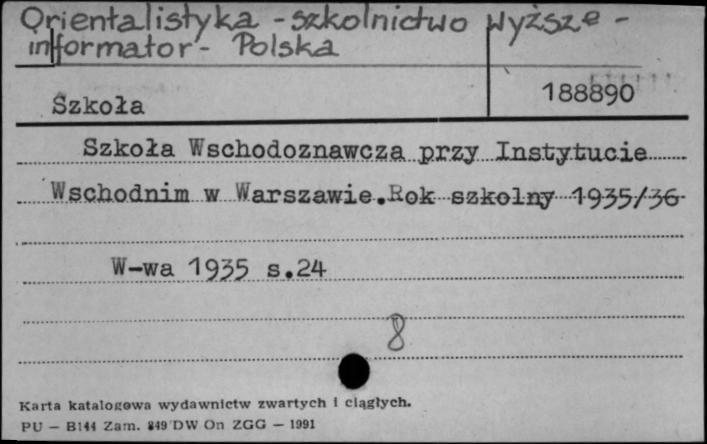 Orientalistyka - szkolnictwo wyższe -
informator - Polska
Szkoła
188890
Szkoła Wschodoznawcza przy Instytucie
Wschodnim w Warszawie.Rok szkolny 1935/36
W-wa 1935 s.24
8
Karta katalogowa wydawnictw zwartych i ciągłych.
PU — B144 Zam. 849 DW On ZGG — 1991